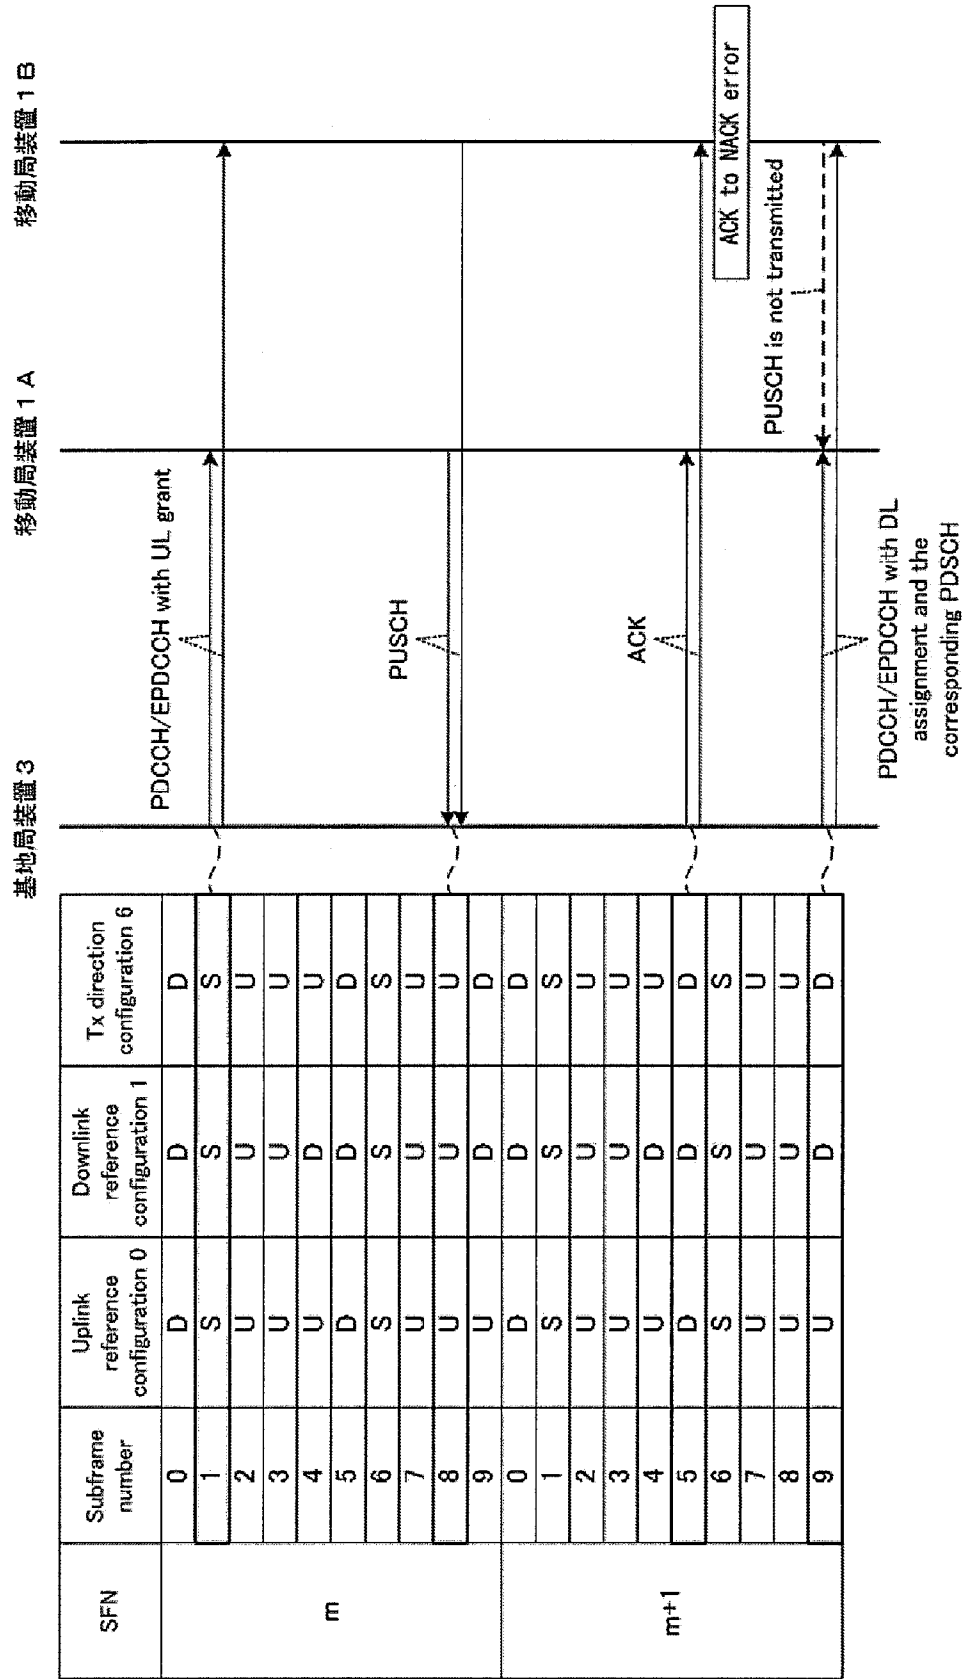 基地局装置3
移動局装置1A
移動局装置1B
SFN
Subframe
number
Uplink
reference
configuration 0
Downlink
reference
configuration 1
Tx direction
configuration 6
m
0 D D D
1 S S S
2 U U U
3 U U U
4 U D U
5 D D D
6 S S S
7 U U U
8 U U U
9 U D D
m+1
0 D D D
1 S S S
2 U U U
3 U U U
4 U D U
5 D D D
6 S S S
7 U U U
8 U U U
9 U D D
PDCCH/EPDCCH with UL grant
PUSCH
ACK
ACK to NACK error
PUSCH is not transmitted
PDCCH/EPDCCH with DL
assignment and the
corresponding PDSCH